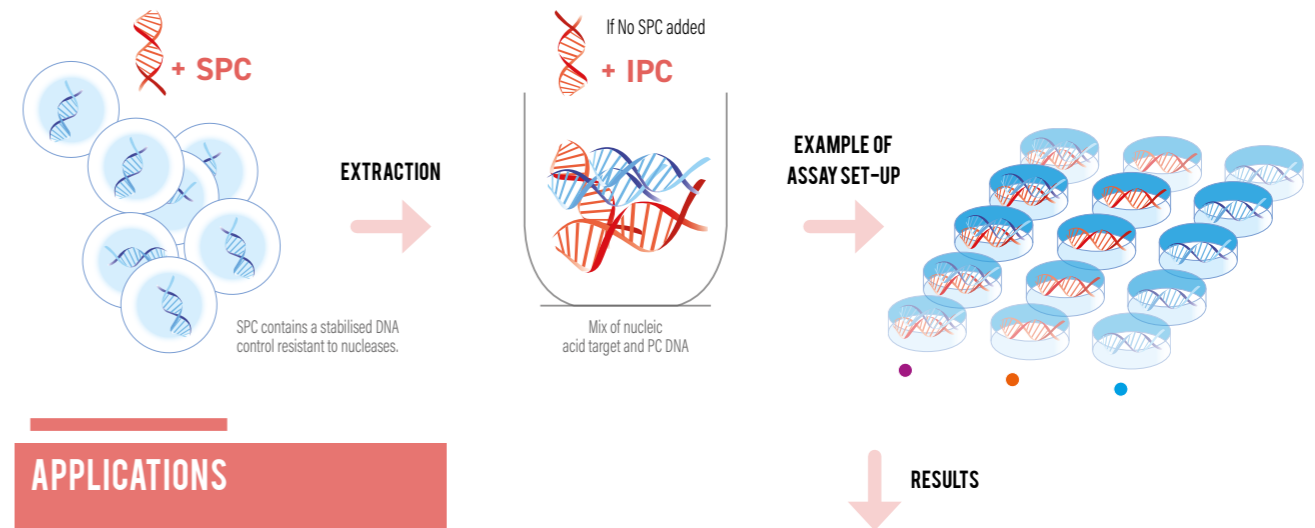 + SPC
If No SPC added
+ IPC
EXTRACTION
EXAMPLE OF
ASSAY SET-UP
SPC contains a stabilised DNA
control resistant to nucleases.
Mix of nucleic
acid target and PC DNA
APPLICATIONS
RESULTS